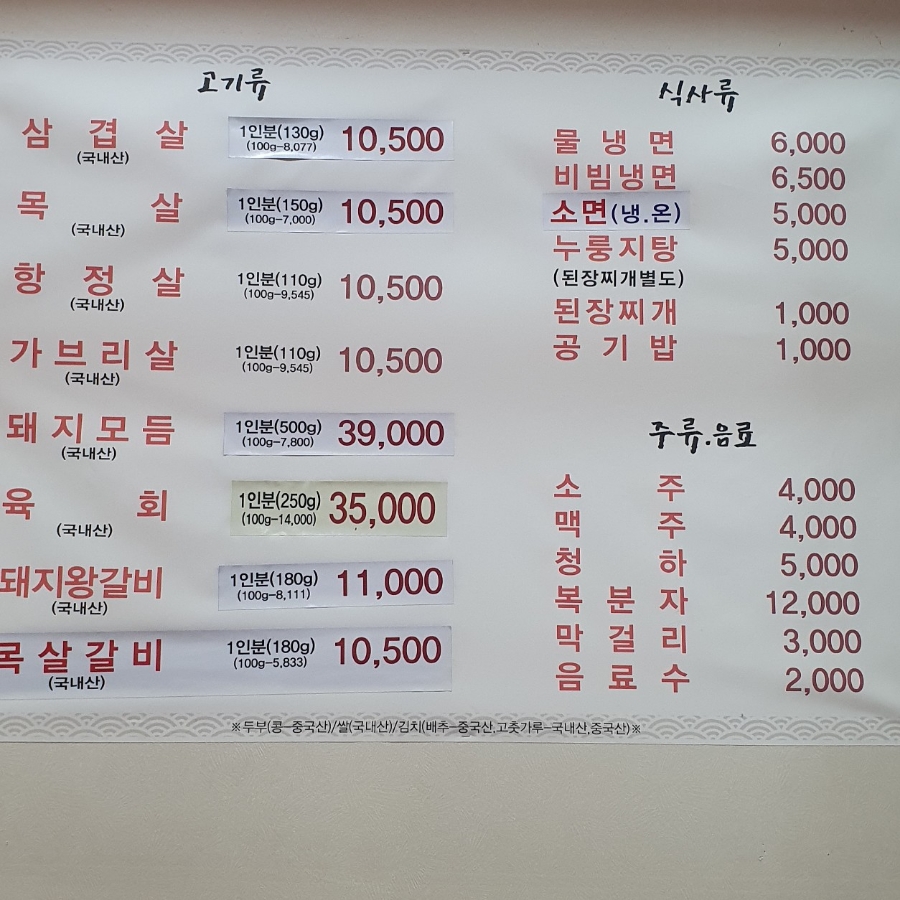 고기류
삼겹살 1인분(130g) 10,500
(국내산) (100g-8,077)
목살 1인분(150g) 10,500
(국내산) (100g-7,000)
항정살 1인분(110g) 10,500
(국내산) (100g-9,545)
가브리살 1인분(110g) 10,500
(국내산) (100g-9,545)
돼지모듬 1인분(500g) 39,000
(국내산) (100g-7,800)
육회 1인분(250g) 35,000
(국내산) (100g-14,000)
돼지왕갈비 1인분(180g) 11,000
(국내산) (100g-8,111)
목살갈비 1인분(180g) 10,500
(국내산) (100g-5,833)
식사류
물냉면 6,000
비빔냉면 6,500
소면(냉.온) 5,000
누룽지탕 5,000
(된장찌개별도)
된장찌개 1,000
공기밥 1,000
주류.음료
소주 4,000
맥주 4,000
청하 5,000
복분자 12,000
막걸리 3,000
음료수 2,000
※두부(콩-중국산)/쌀(국내산)/김치(배추-중국산,고춧가루-국내산,중국산)※